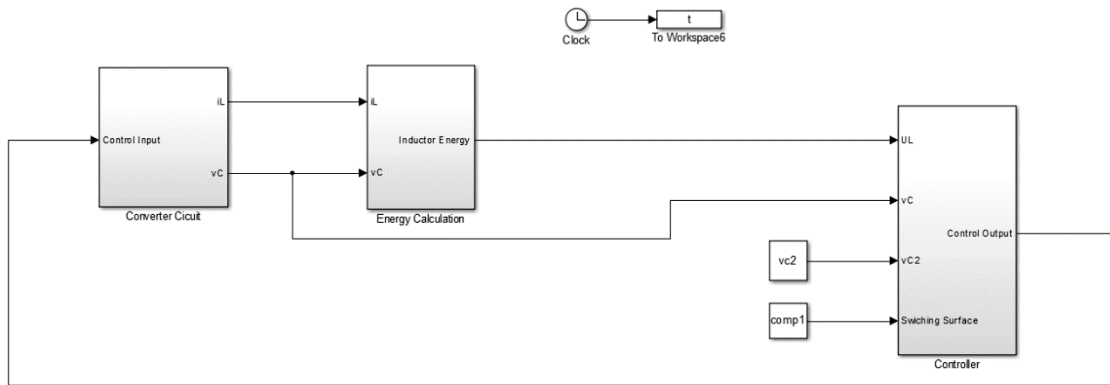 t
Clock
To Workspace6
iL
Control Input
vC
Converter Cicuit
iL
Inductor Energy
vC
Energy Calculation
UL
vC
Control Output
vC2
Swiching Surface
Controller
vc2
comp1